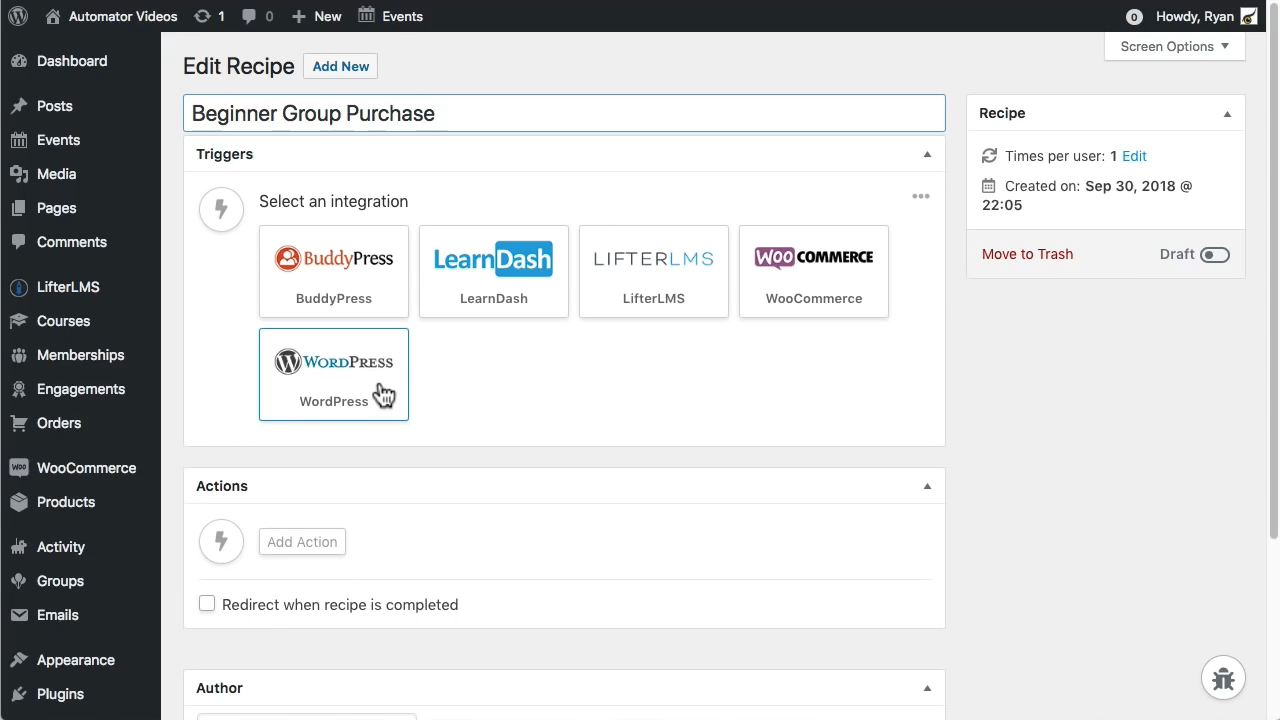 Automator Videos
1
0
New
Events
0
Howdy, Ryan
Screen Options
Dashboard
Posts
Events
Media
Pages
Comments
LifterLMS
Courses
Memberships
Engagements
Orders
WooCommerce
Products
Activity
Groups
Emails
Appearance
Plugins
Edit Recipe
Add New
Beginner Group Purchase
Triggers
Select an integration
BuddyPress
BuddyPress
LearnDash
LearnDash
LIFTERLMS
LifterLMS
WOO COMMERCE
WooCommerce
WORDPRESS
WordPress
Actions
Add Action
Redirect when recipe is completed
Author
Recipe
Times per user: 1 Edit
Created on: Sep 30, 2018 @
22:05
Move to Trash
Draft